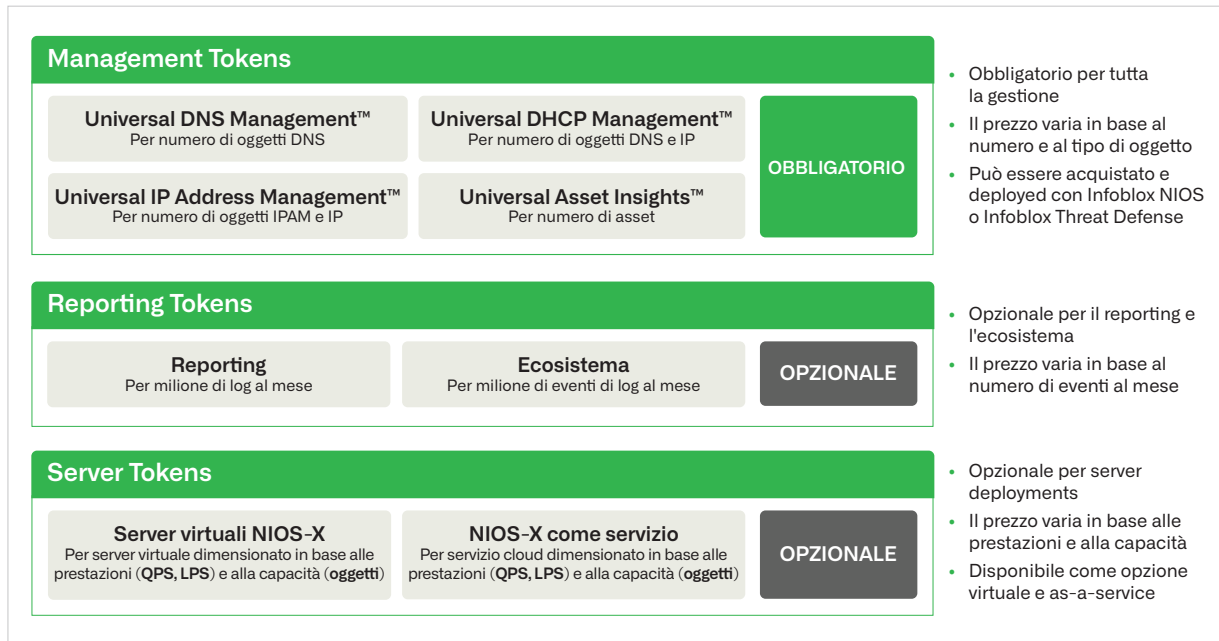 Management Tokens
Universal DNS Management™
Per numero di oggetti DNS
Universal DHCP Management™
Per numero di oggetti DNS e IP
Universal IP Address Management™
Per numero di oggetti IPAM e IP
Universal Asset Insights™
Per numero di asset
OBBLIGATORIO
• Obbligatorio per tutta
la gestione
• Il prezzo varia in base al
numero e al tipo di oggetto
• Può essere acquistato e
deployed con Infoblox NIOS
o Infoblox Threat Defense
Reporting Tokens
Reporting
Per milione di log al mese
Ecosistema
Per milione di eventi di log al mese
OPZIONALE
• Opzionale per il reporting e
l'ecosistema
• Il prezzo varia in base al
numero di eventi al mese
Server Tokens
Server virtuali NIOS-X
Per server virtuale dimensionato in base alle
prestazioni (QPS, LPS) e alla capacità (oggetti)
NIOS-X come servizio
Per servizio cloud dimensionato in base alle
prestazioni (QPS, LPS) e alla capacità (oggetti)
OPZIONALE
• Opzionale per server
deployments
• Il prezzo varia in base alle
prestazioni e alla capacità
• Disponibile come opzione
virtuale e as-a-service